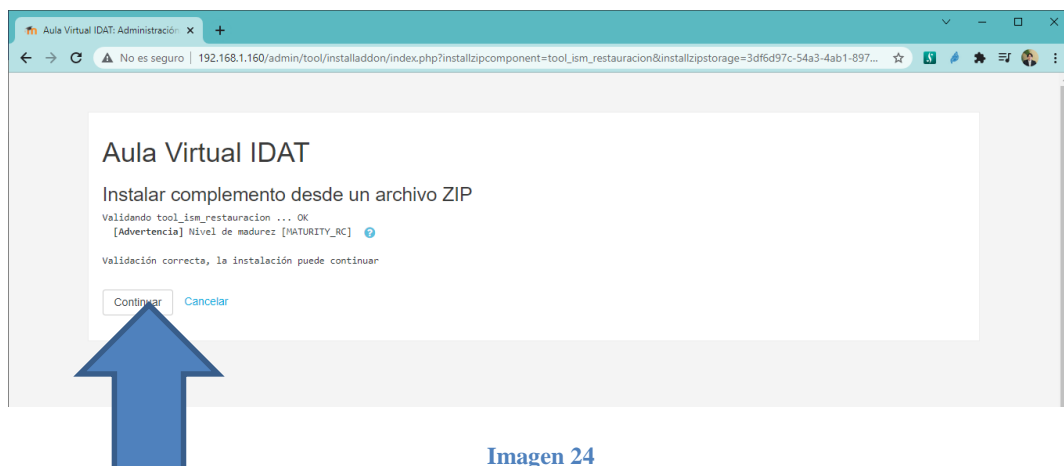 Aula Virtual IDAT: Administración
No es seguro | 192.168.1.160/admin/tool/installaddon/index.php?installzipcomponent=tool_ism_restauracion&installzipstorage=3df6d97c-54a3-4ab1-897...
Aula Virtual IDAT
Instalar complemento desde un archivo ZIP
Validando tool_ism_restauracion ... OK
[Advertencia] Nivel de madurez [MATURITY_RC]
Validación correcta, la instalación puede continuar
Continuar Cancelar
Imagen 24